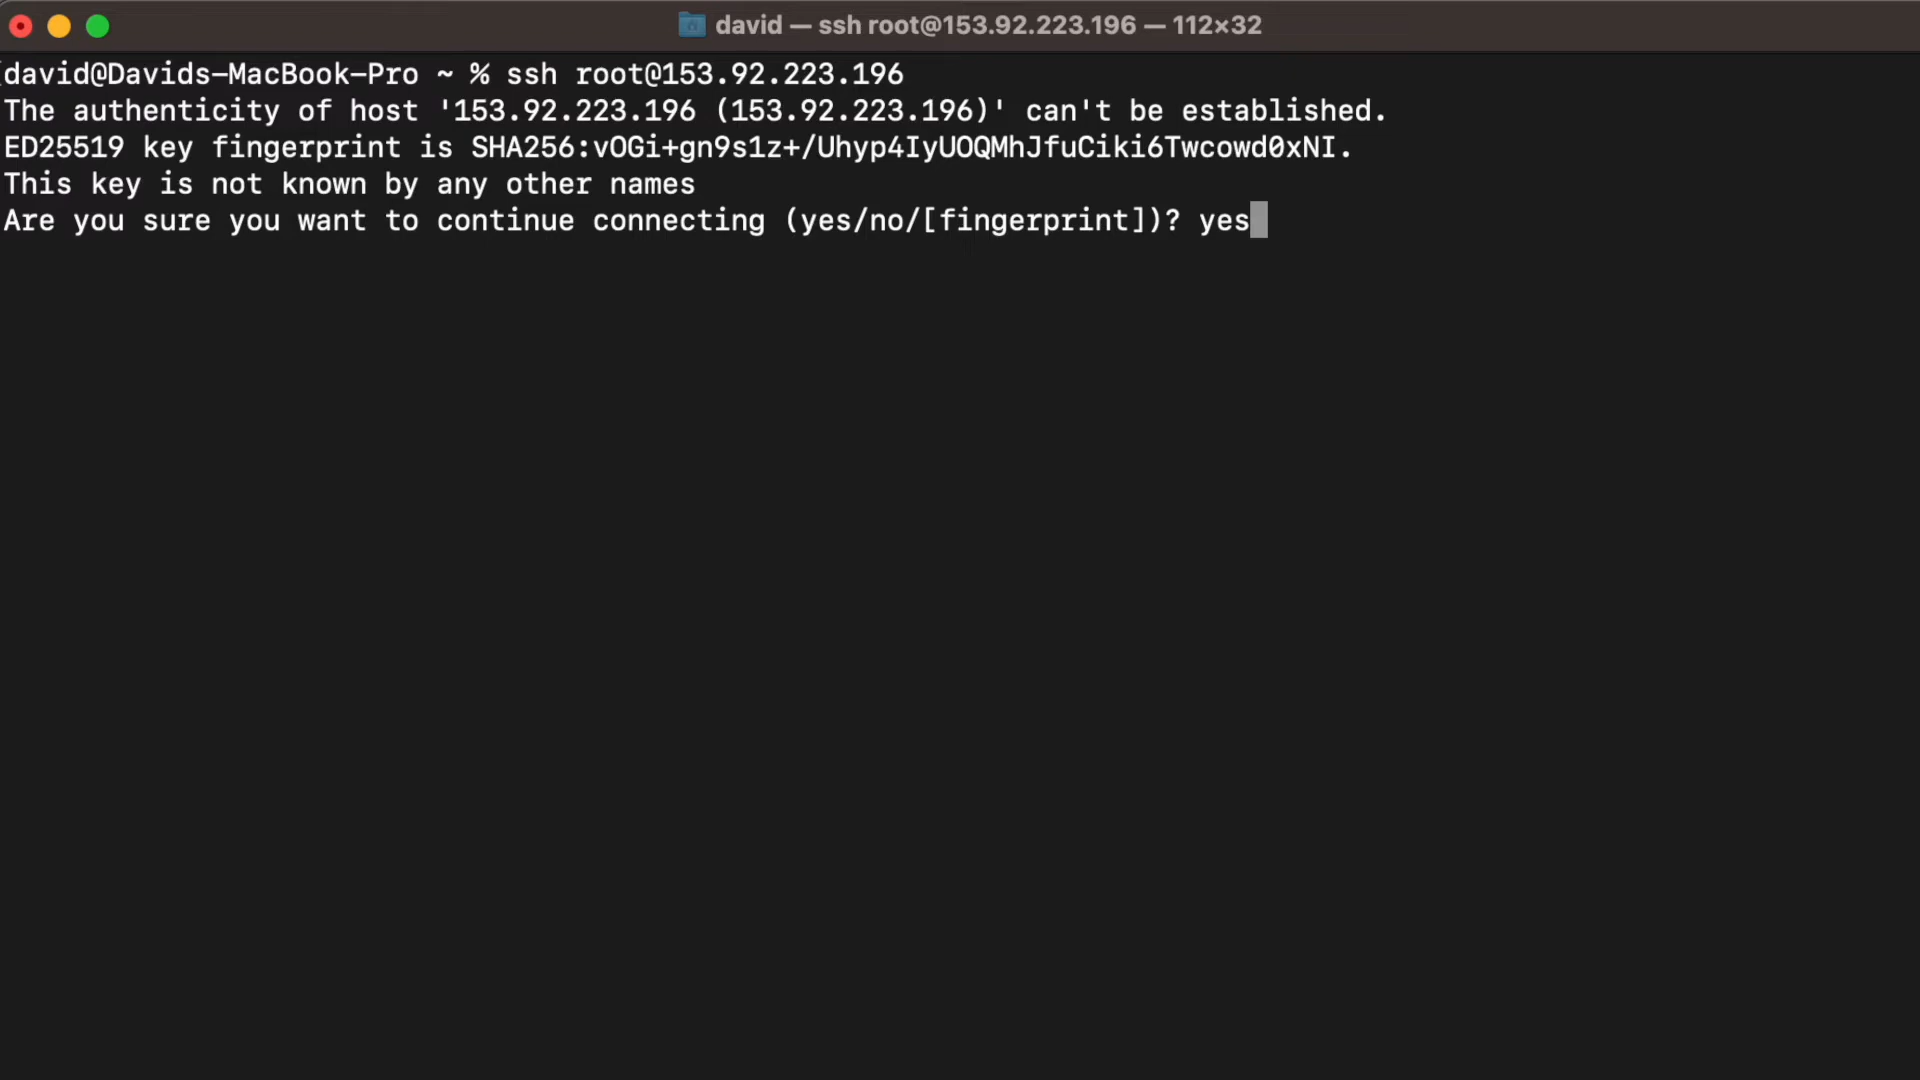 david — ssh root@153.92.223.196 — 112×32
david@Davids-MacBook-Pro ~ % ssh root@153.92.223.196
The authenticity of host '153.92.223.196 (153.92.223.196)' can't be established.
ED25519 key fingerprint is SHA256:vOGi+gn9s1z+/Uhyp4IyUOQMhJfuCiki6Twcowd0xNI.
This key is not known by any other names
Are you sure you want to continue connecting (yes/no/[fingerprint])? yes